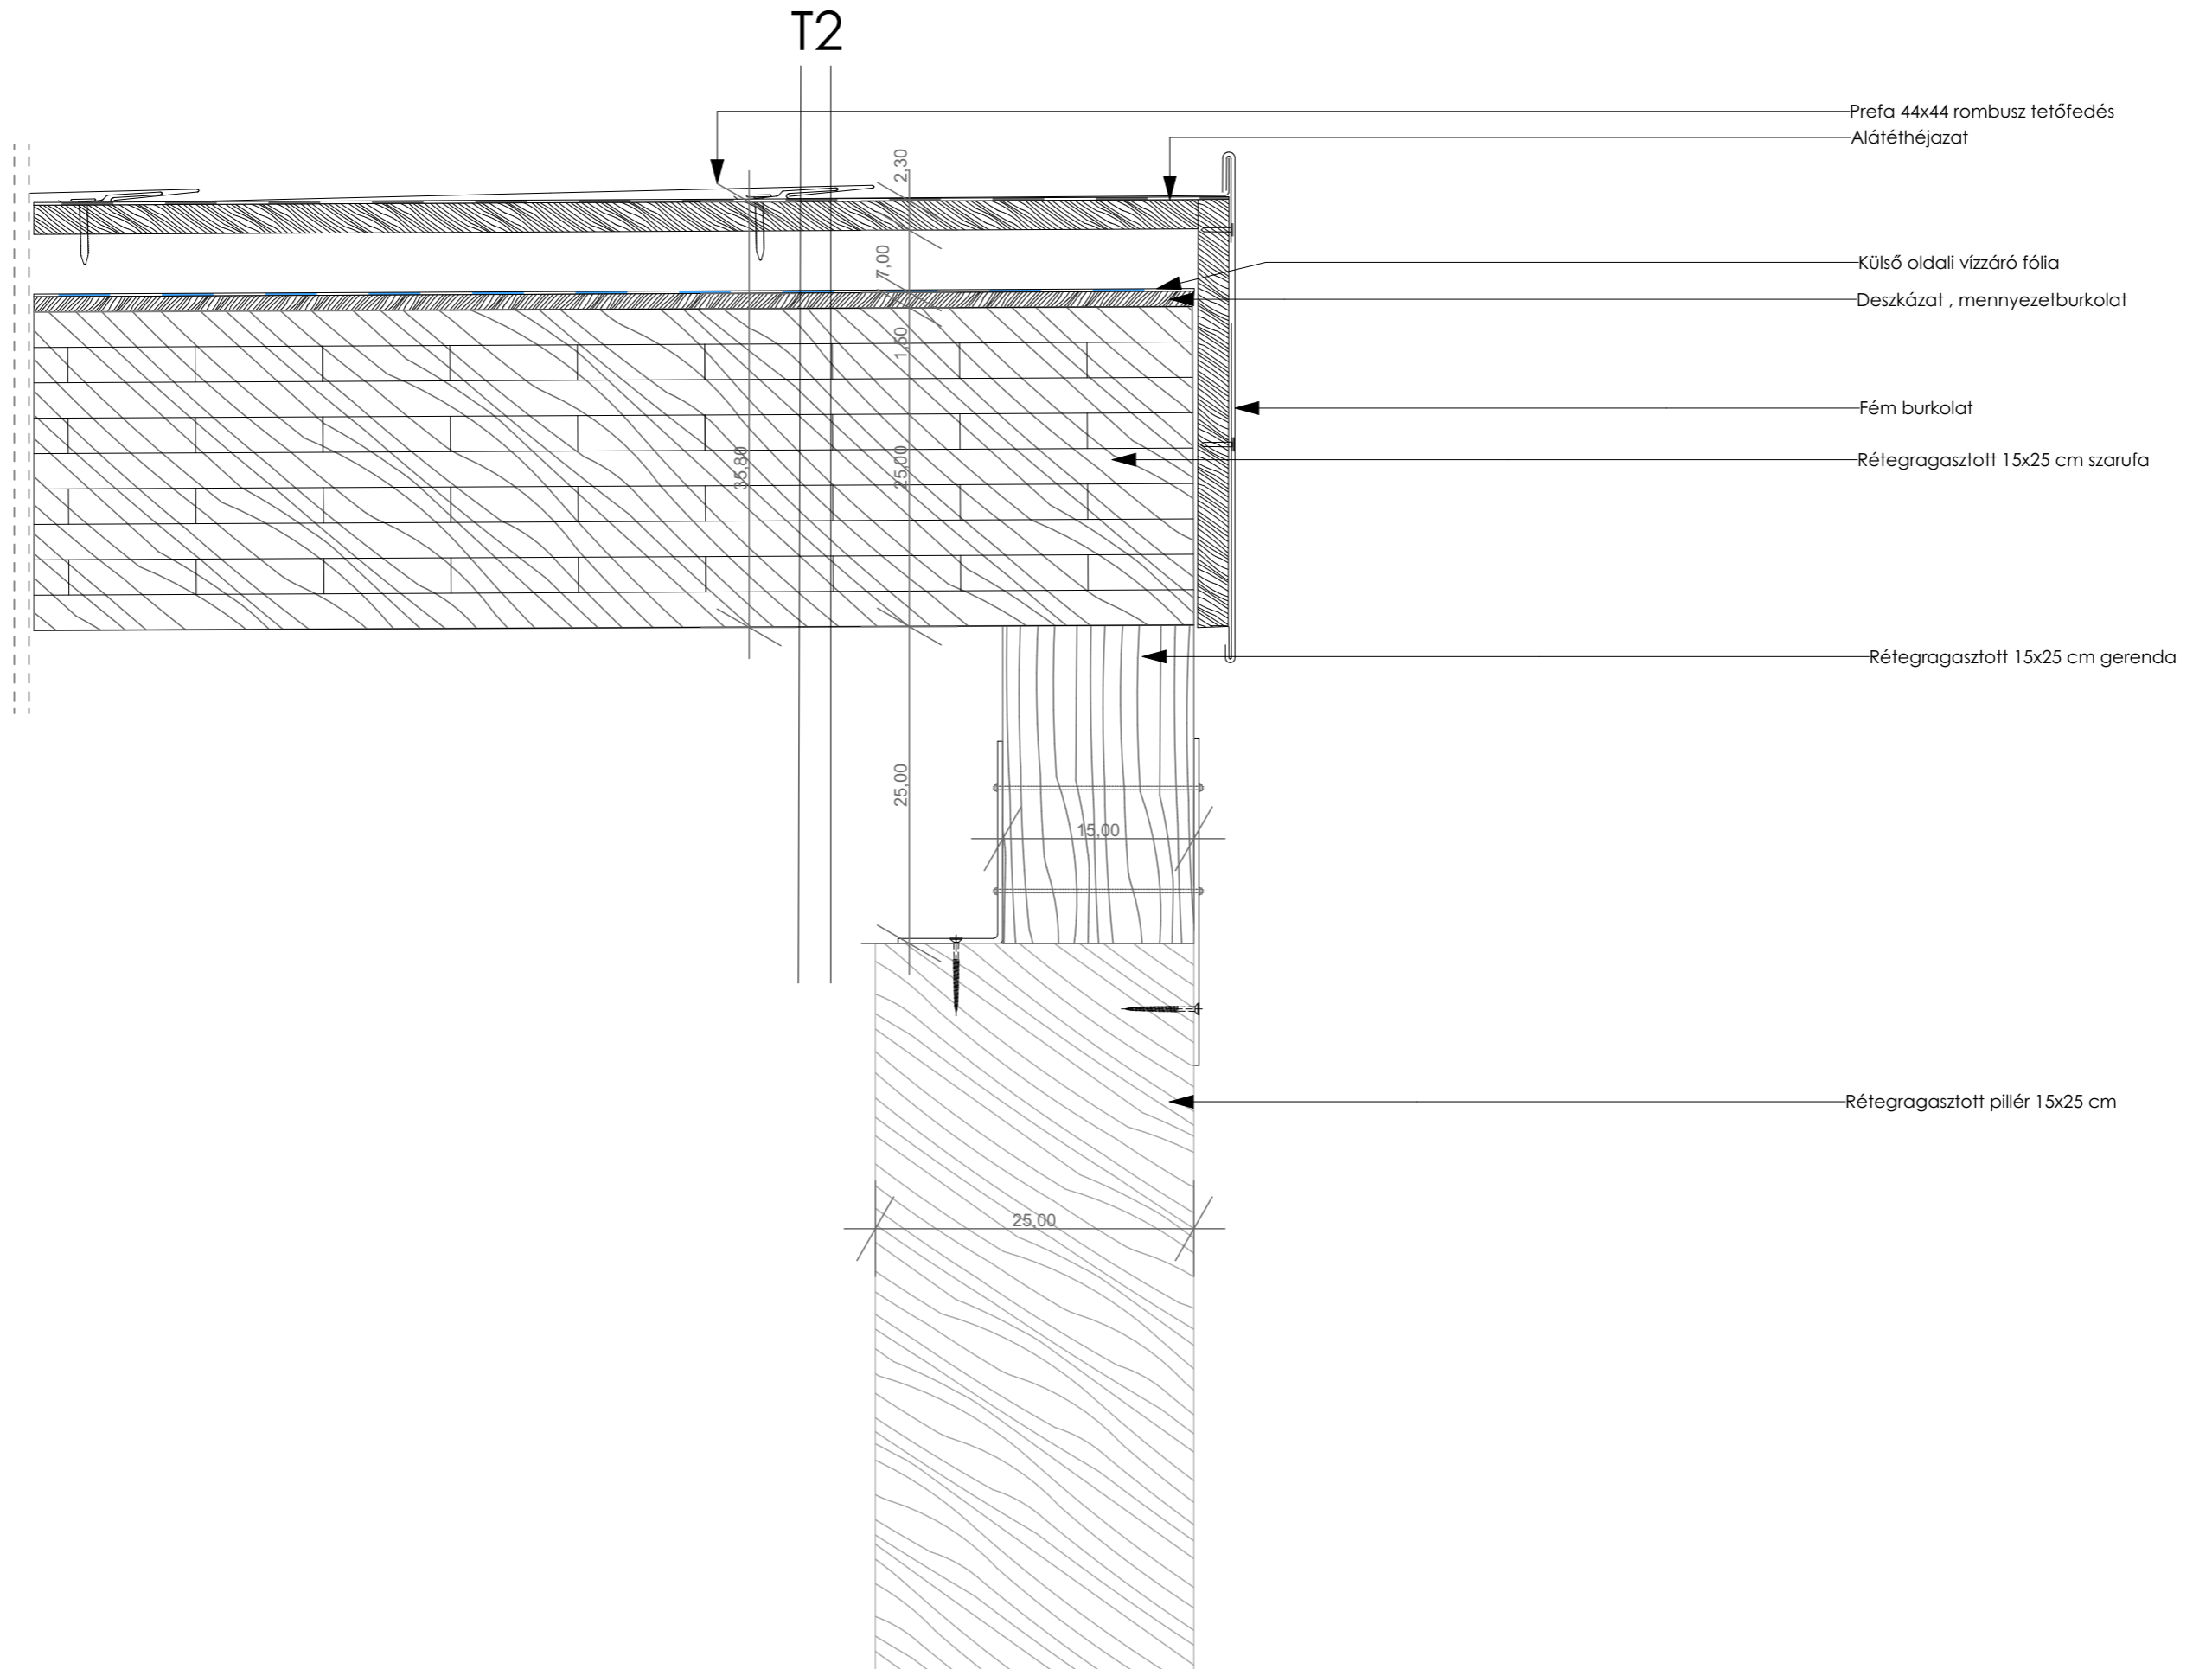 T2
Prefa 44x44 rombusz tetőfedés
Alátéthéjazat
2,30
Külső oldali vízzáró fólia
7,00
Deszkázat , mennyezetburkolat
1,50
Fém burkolat
35,80
25,00
Rétegragasztott 15x25 cm szarufa
Rétegragasztott 15x25 cm gerenda
25,00
15,00
Rétegragasztott pillér 15x25 cm
25,00